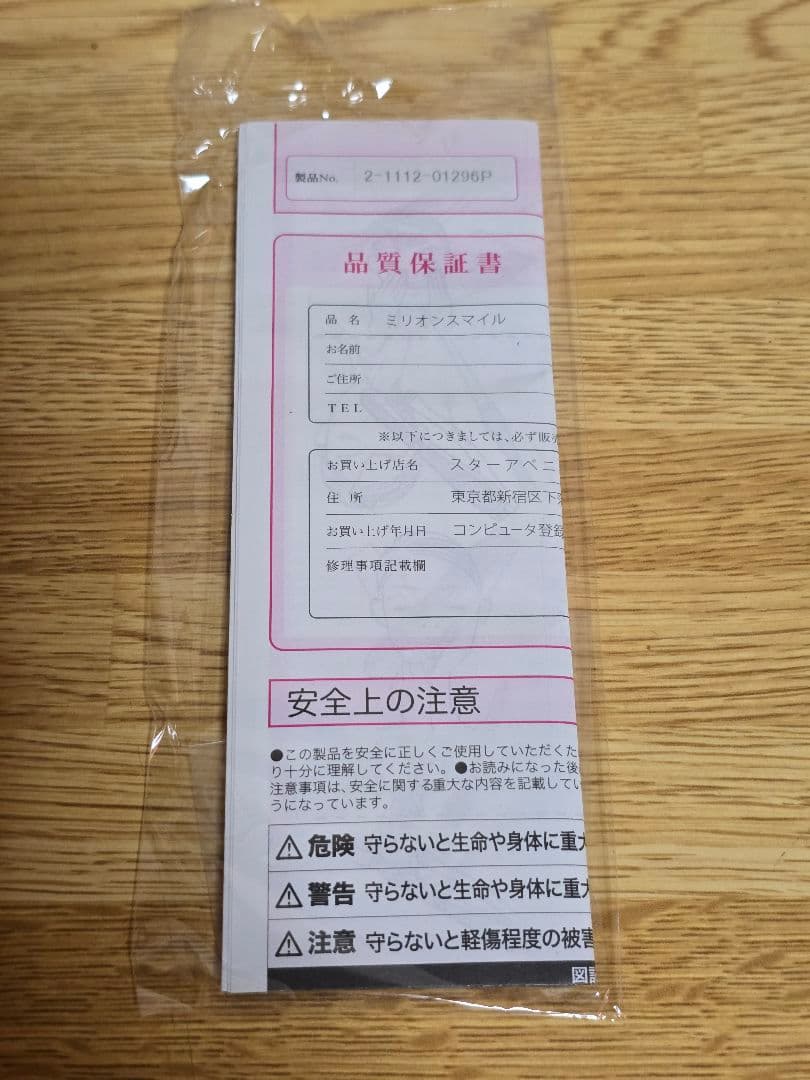 製品No. 2-1112-01296P
品質保証書
品 名 ミリオンスマイル
お名前
ご住所
TEL
※以下につきましては、必ず販
お買い上げ店名 スターアベニ
住 所 東京都新宿区下
お買い上げ年月日 コンピュータ登録
修理事項記載欄
安全上の注意
●この製品を安全に正しくご使用していただくた
り十分に理解してください。●お読みになった後
注意事項は、安全に関する重大な内容を記載してい
うになっています。
⚠危険 守らないと生命や身体に重大
⚠警告 守らないと生命や身体に重大
⚠注意 守らないと軽傷程度の被害
図